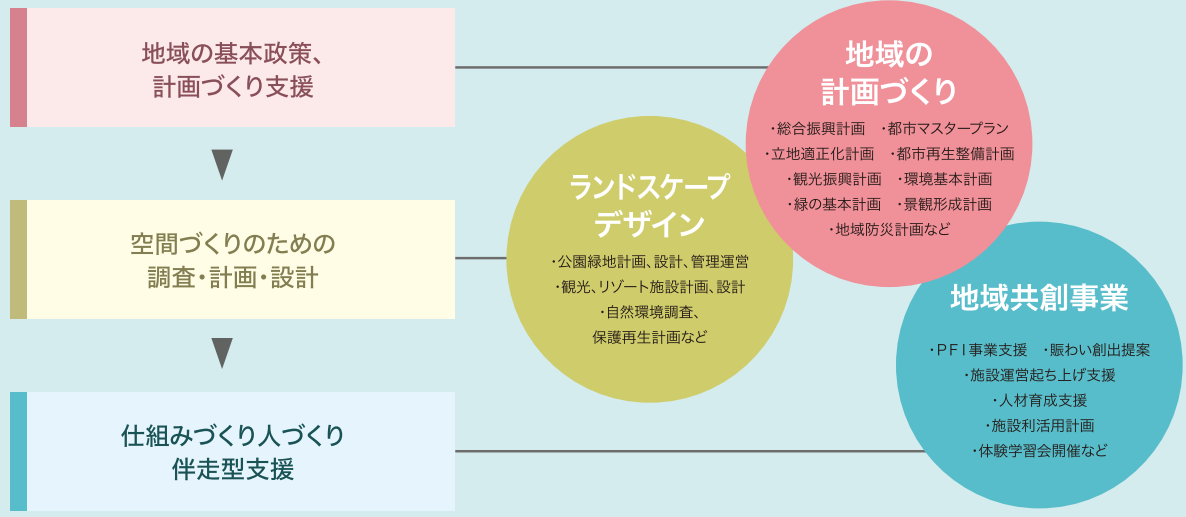 地域の基本政策、
計画づくり支援
空間づくりのための
調査・計画・設計
仕組みづくり人づくり
伴走型支援
地域の
計画づくり
・総合振興計画　・都市マスタープラン
・立地適正化計画　・都市再生整備計画
・観光振興計画　・環境基本計画
・緑の基本計画　・景観形成計画
・地域防災計画など
ランドスケープ
デザイン
・公園緑地計画、設計、管理運営
・観光、リゾート施設計画、設計
・自然環境調査、
保護再生計画など
地域共創事業
・PFI事業支援　・賑わい創出提案
・施設運営起ち上げ支援
・人材育成支援
・施設利活用計画
・体験学習会開催など